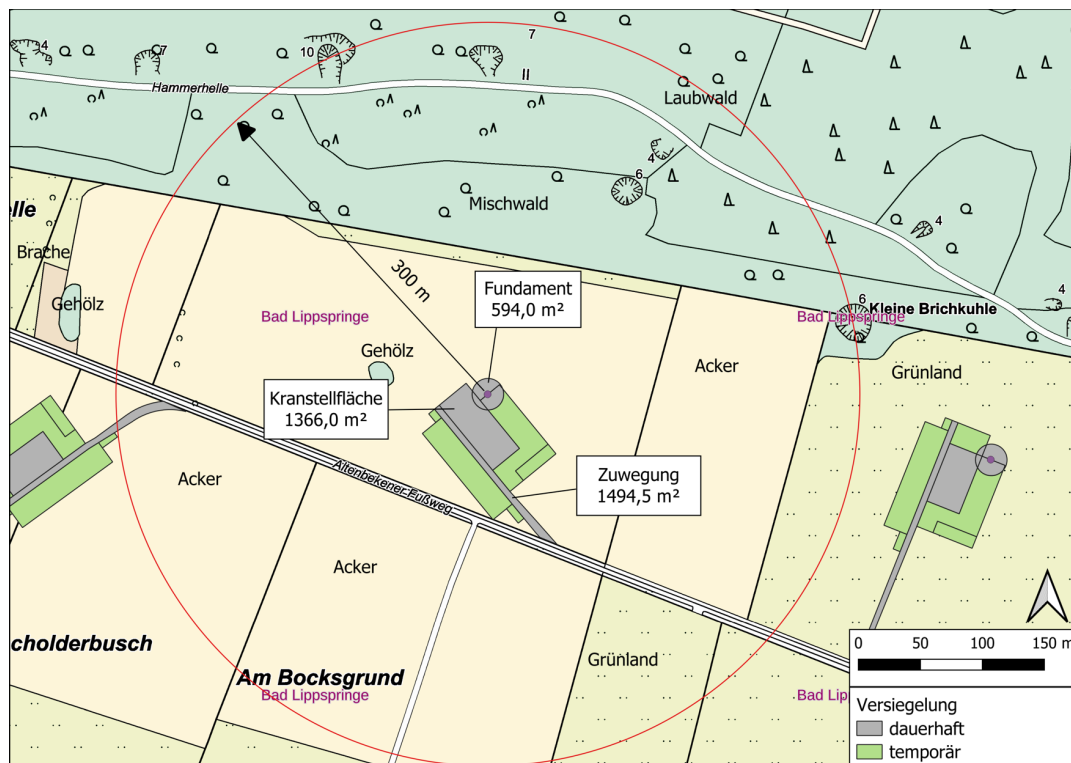 4
7
10
7
II
Hammerhelle
Laubwald
4
6
Mischwald
4
elle
Brache
Gehölz
300 m
Fundament
594,0 m²
4
6
Kleine Brichkuhle
Bad Lippspringe
Bad Lippspringe
Gehölz
Acker
Grünland
Kranstellfläche
1366,0 m²
Acker
Zuwegung
1494,5 m²
Altenbekener Fußweg
Acker
cholderbusch
Am Bocksgrund
Grünland
Bad Lippspringe
Bad Lipp
0 50 100 150 m
Versiegelung
dauerhaft
temporär